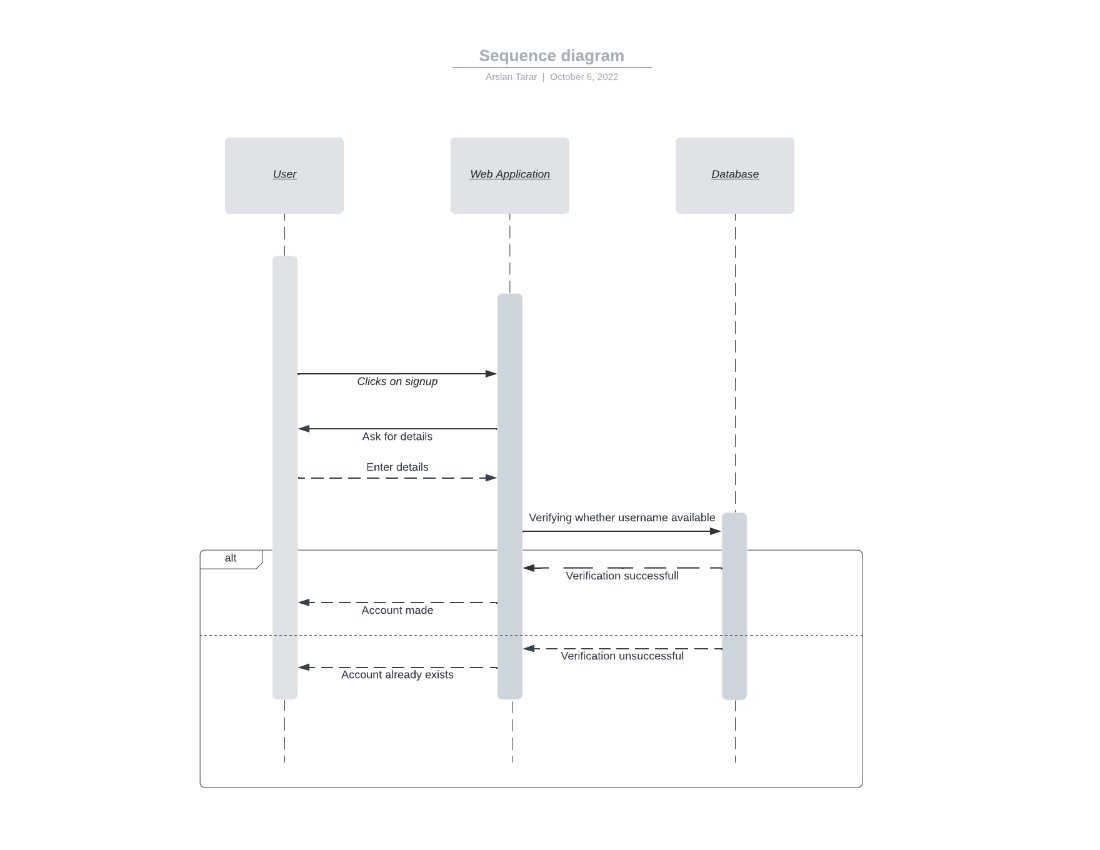 Sequence diagram
Arslan Tarar | October 6, 2022
User
Web Application
Database
Clicks on signup
Ask for details
Enter details
Verifying whether username available
alt
Verification successfull
Account made
Verification unsuccessful
Account already exists